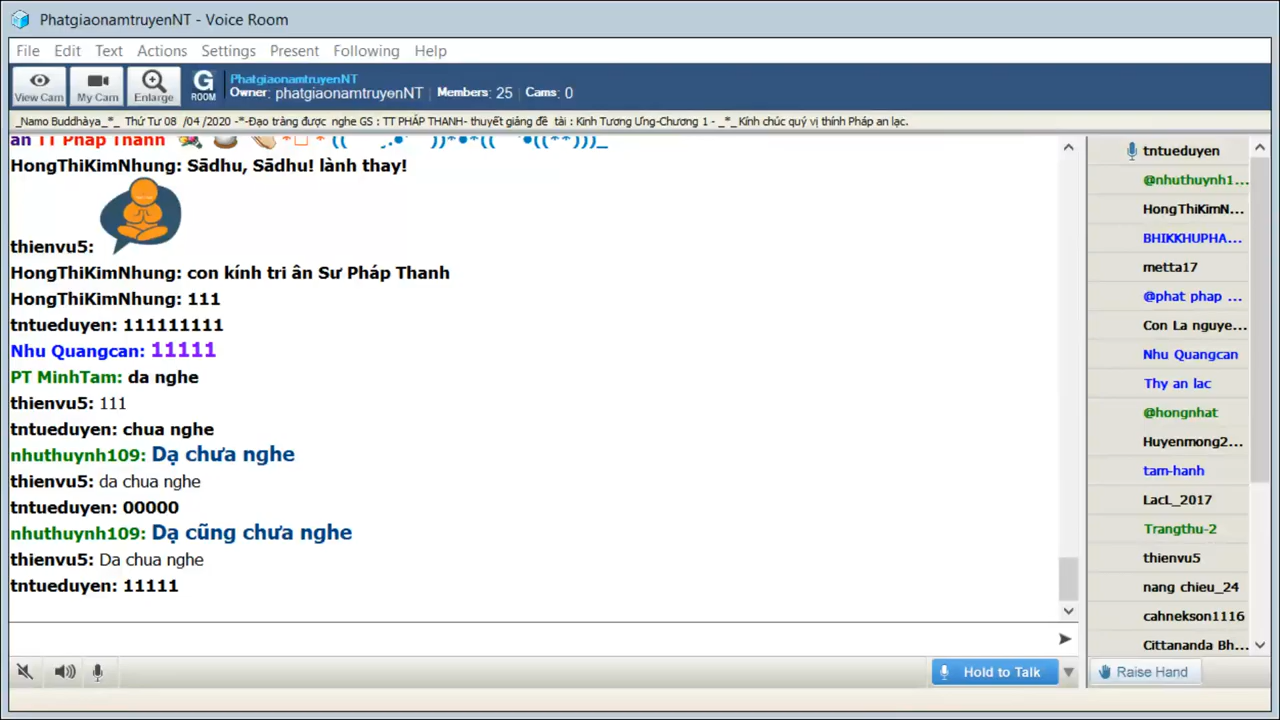 PhatgiaonamtruyenNT - Voice Room
File Edit Text Actions Settings Present Following Help
View Cam My Cam Enlarge G ROOM
PhatgiaonamtruyenNT
Owner: phatgiaonamtruyenNT Members: 25 Cams: 0
_Namo Buddhàya_*_ Thứ Tư 08 /04 /2020 -*-Đạo tràng được nghe GS : TT PHÁP THANH- thuyết giảng đề tài : Kinh Tương Ưng-Chương 1 - _*_ Kính chúc quý vị thính Pháp an lạc.
ân TT Pháp Thanh
HongThiKimNhung: Sādhu, Sādhu! lành thay!
thienvu5:
HongThiKimNhung: con kính tri ân Sư Pháp Thanh
HongThiKimNhung: 111
tntueduyen: 111111111
Nhu Quangcan: 11111
PT MinhTam: da nghe
thienvu5: 111
tntueduyen: chua nghe
nhuthuynh109: Dạ chưa nghe
thienvu5: da chua nghe
tntueduyen: 00000
nhuthuynh109: Dạ cũng chưa nghe
thienvu5: Da chua nghe
tntueduyen: 11111
tntueduyen
@nhuthuynh1...
HongThiKimN...
BHIKKHUPHA...
metta17
@phat phap ...
Con La nguye...
Nhu Quangcan
Thy an lac
@hongnhat
Huyenmong2...
tam-hanh
LacL_2017
Trangthu-2
thienvu5
nang chieu_24
cahnekson1116
Cittananda Bh...
Hold to Talk
Raise Hand